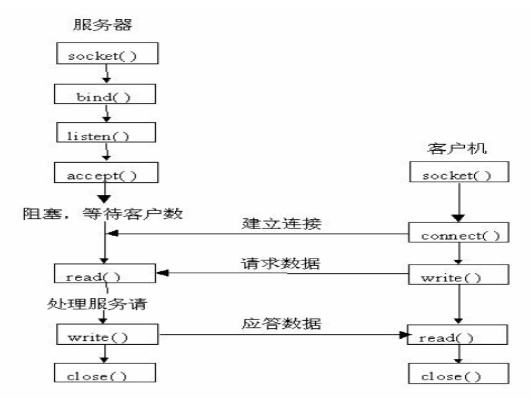 服务器
socket( )
bind( )
listen( )
accept( )
阻塞，等待客户数
read( )
处理服务请
write( )
close( )
客户机
socket( )
connect( )
write( )
read( )
close( )
建立连接
请求数据
应答数据